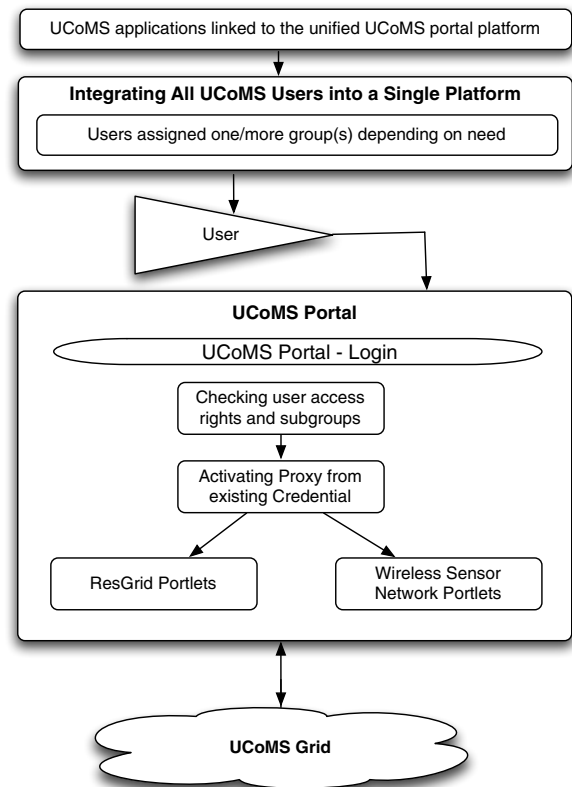 UCoMS applications linked to the unified UCoMS portal platform
Integrating All UCoMS Users into a Single Platform
Users assigned one/more group(s) depending on need
User
UCoMS Portal
UCoMS Portal - Login
Checking user access
rights and subgroups
Activating Proxy from
existing Credential
ResGrid Portlets
Wireless Sensor
Network Portlets
UCoMS Grid